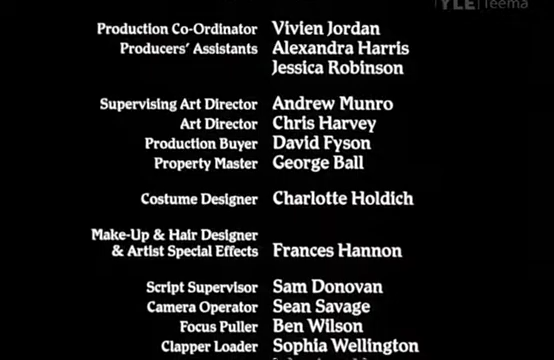 YLE Teema
Production Co-Ordinator Vivien Jordan
Producers' Assistants Alexandra Harris
Jessica Robinson
Supervising Art Director Andrew Munro
Art Director Chris Harvey
Production Buyer David Fyson
Property Master George Ball
Costume Designer Charlotte Holdich
Make-Up & Hair Designer
& Artist Special Effects Frances Hannon
Script Supervisor Sam Donovan
Camera Operator Sean Savage
Focus Puller Ben Wilson
Clapper Loader Sophia Wellington